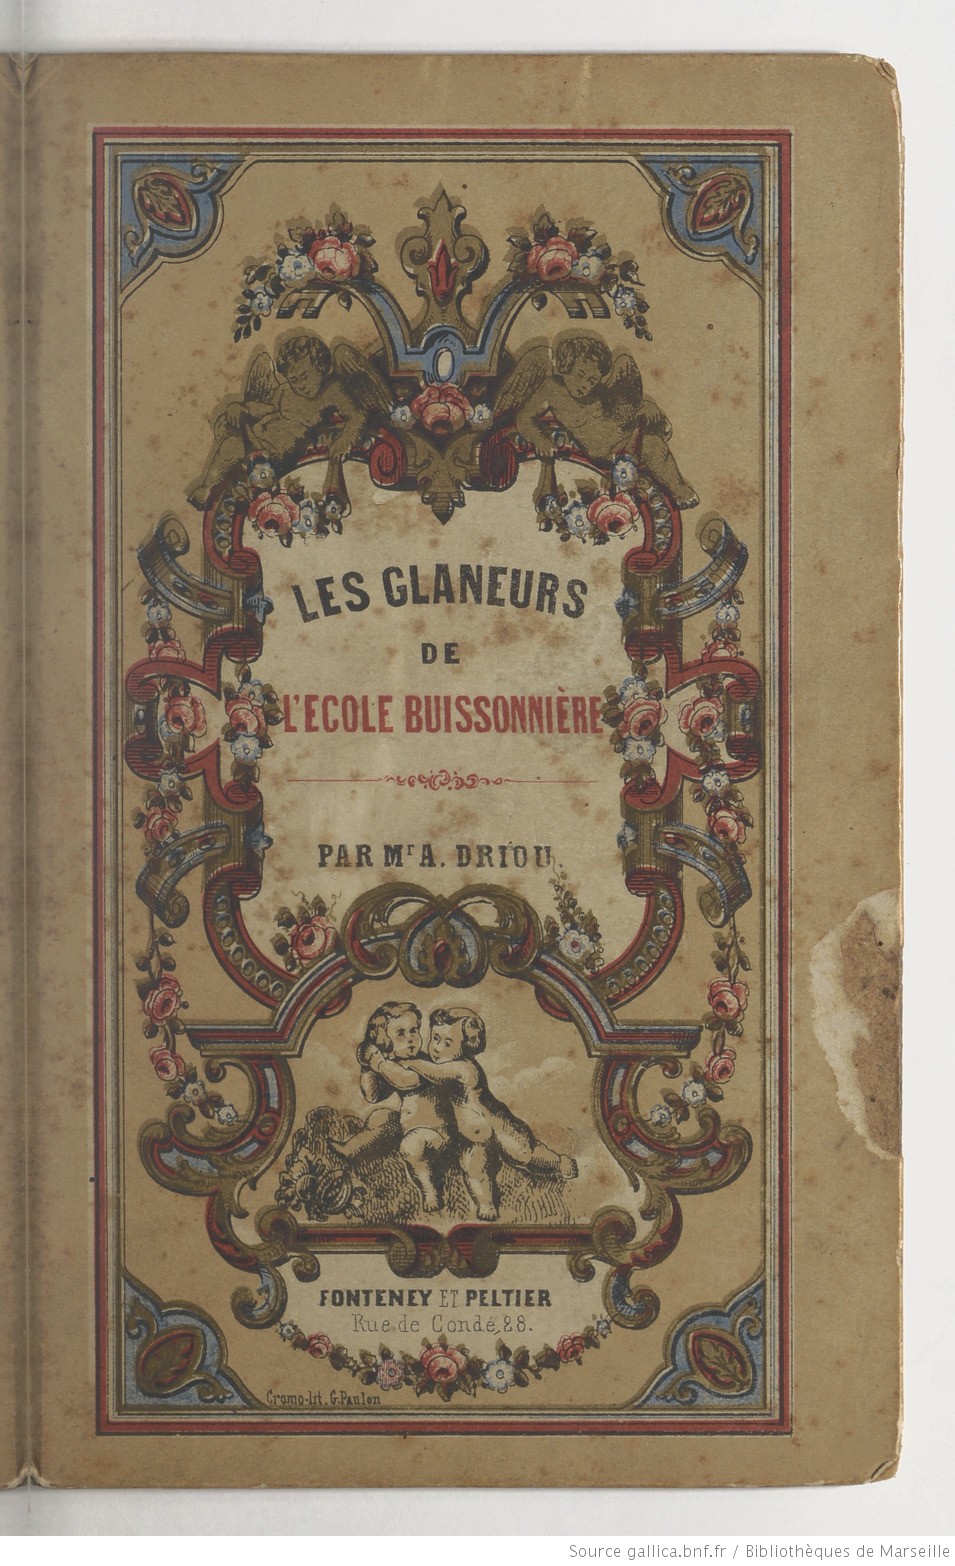 LES GLANEURS
DE
L'ECOLE BUISSONNIÈRE
PAR Mr A. DRIOU.
FONTENEY ET PELTIER
Rue de Condé, 28.
Cromo-lit. G. Paulon
Source gallica.bnf.fr / Bibliothèques de Marseille